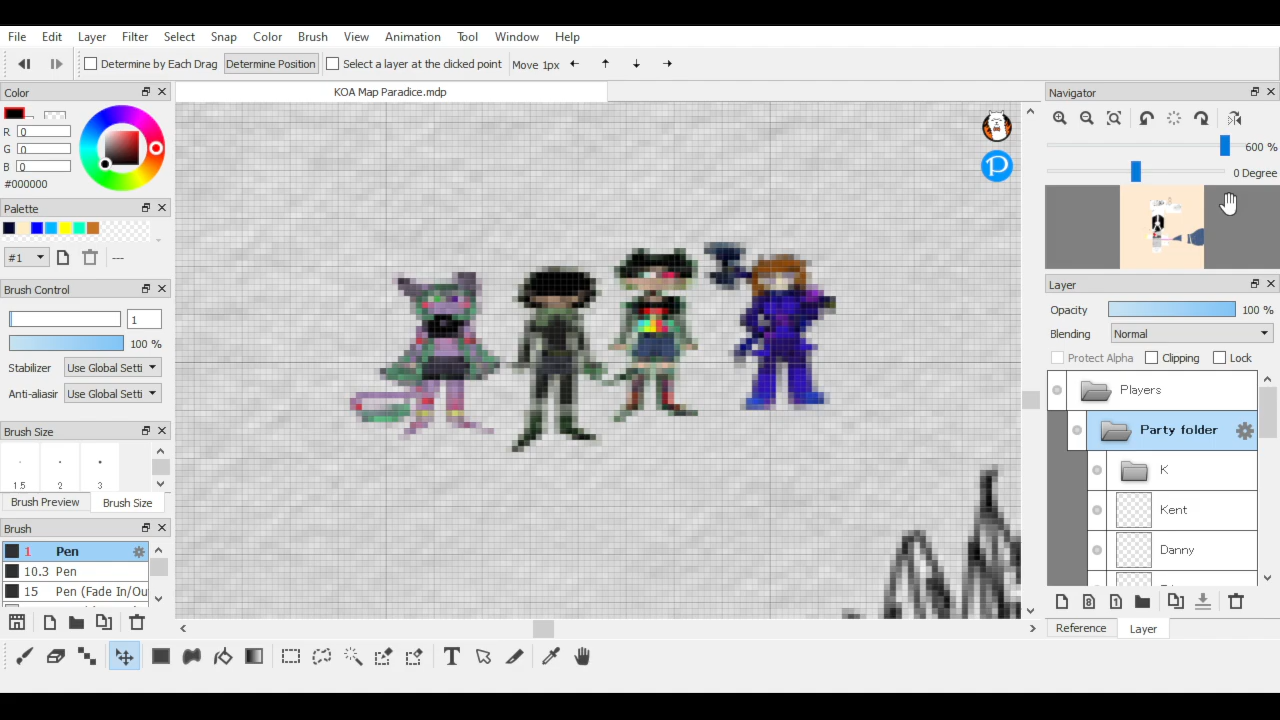 File Edit Layer Filter Select Snap Color Brush View Animation Tool Window Help
Determine by Each Drag Determine Position Select a layer at the clicked point Move 1px
Color
KOA Map Paradice.mdp
Navigator
R 0
G 0
B 0
#000000
600 %
0 Degree
Palette
#1
---
Brush Control
1
100 %
Stabilizer Use Global Setti
Anti-aliasin Use Global Setti
Brush Size
1.5 2 3
Brush Preview Brush Size
Brush
1 Pen
10.3 Pen
15 Pen (Fade In/Ou
Layer
Opacity 100 %
Blending Normal
Protect Alpha Clipping Lock
Players
Party folder
K
Kent
Danny
8 1
Reference Layer
T